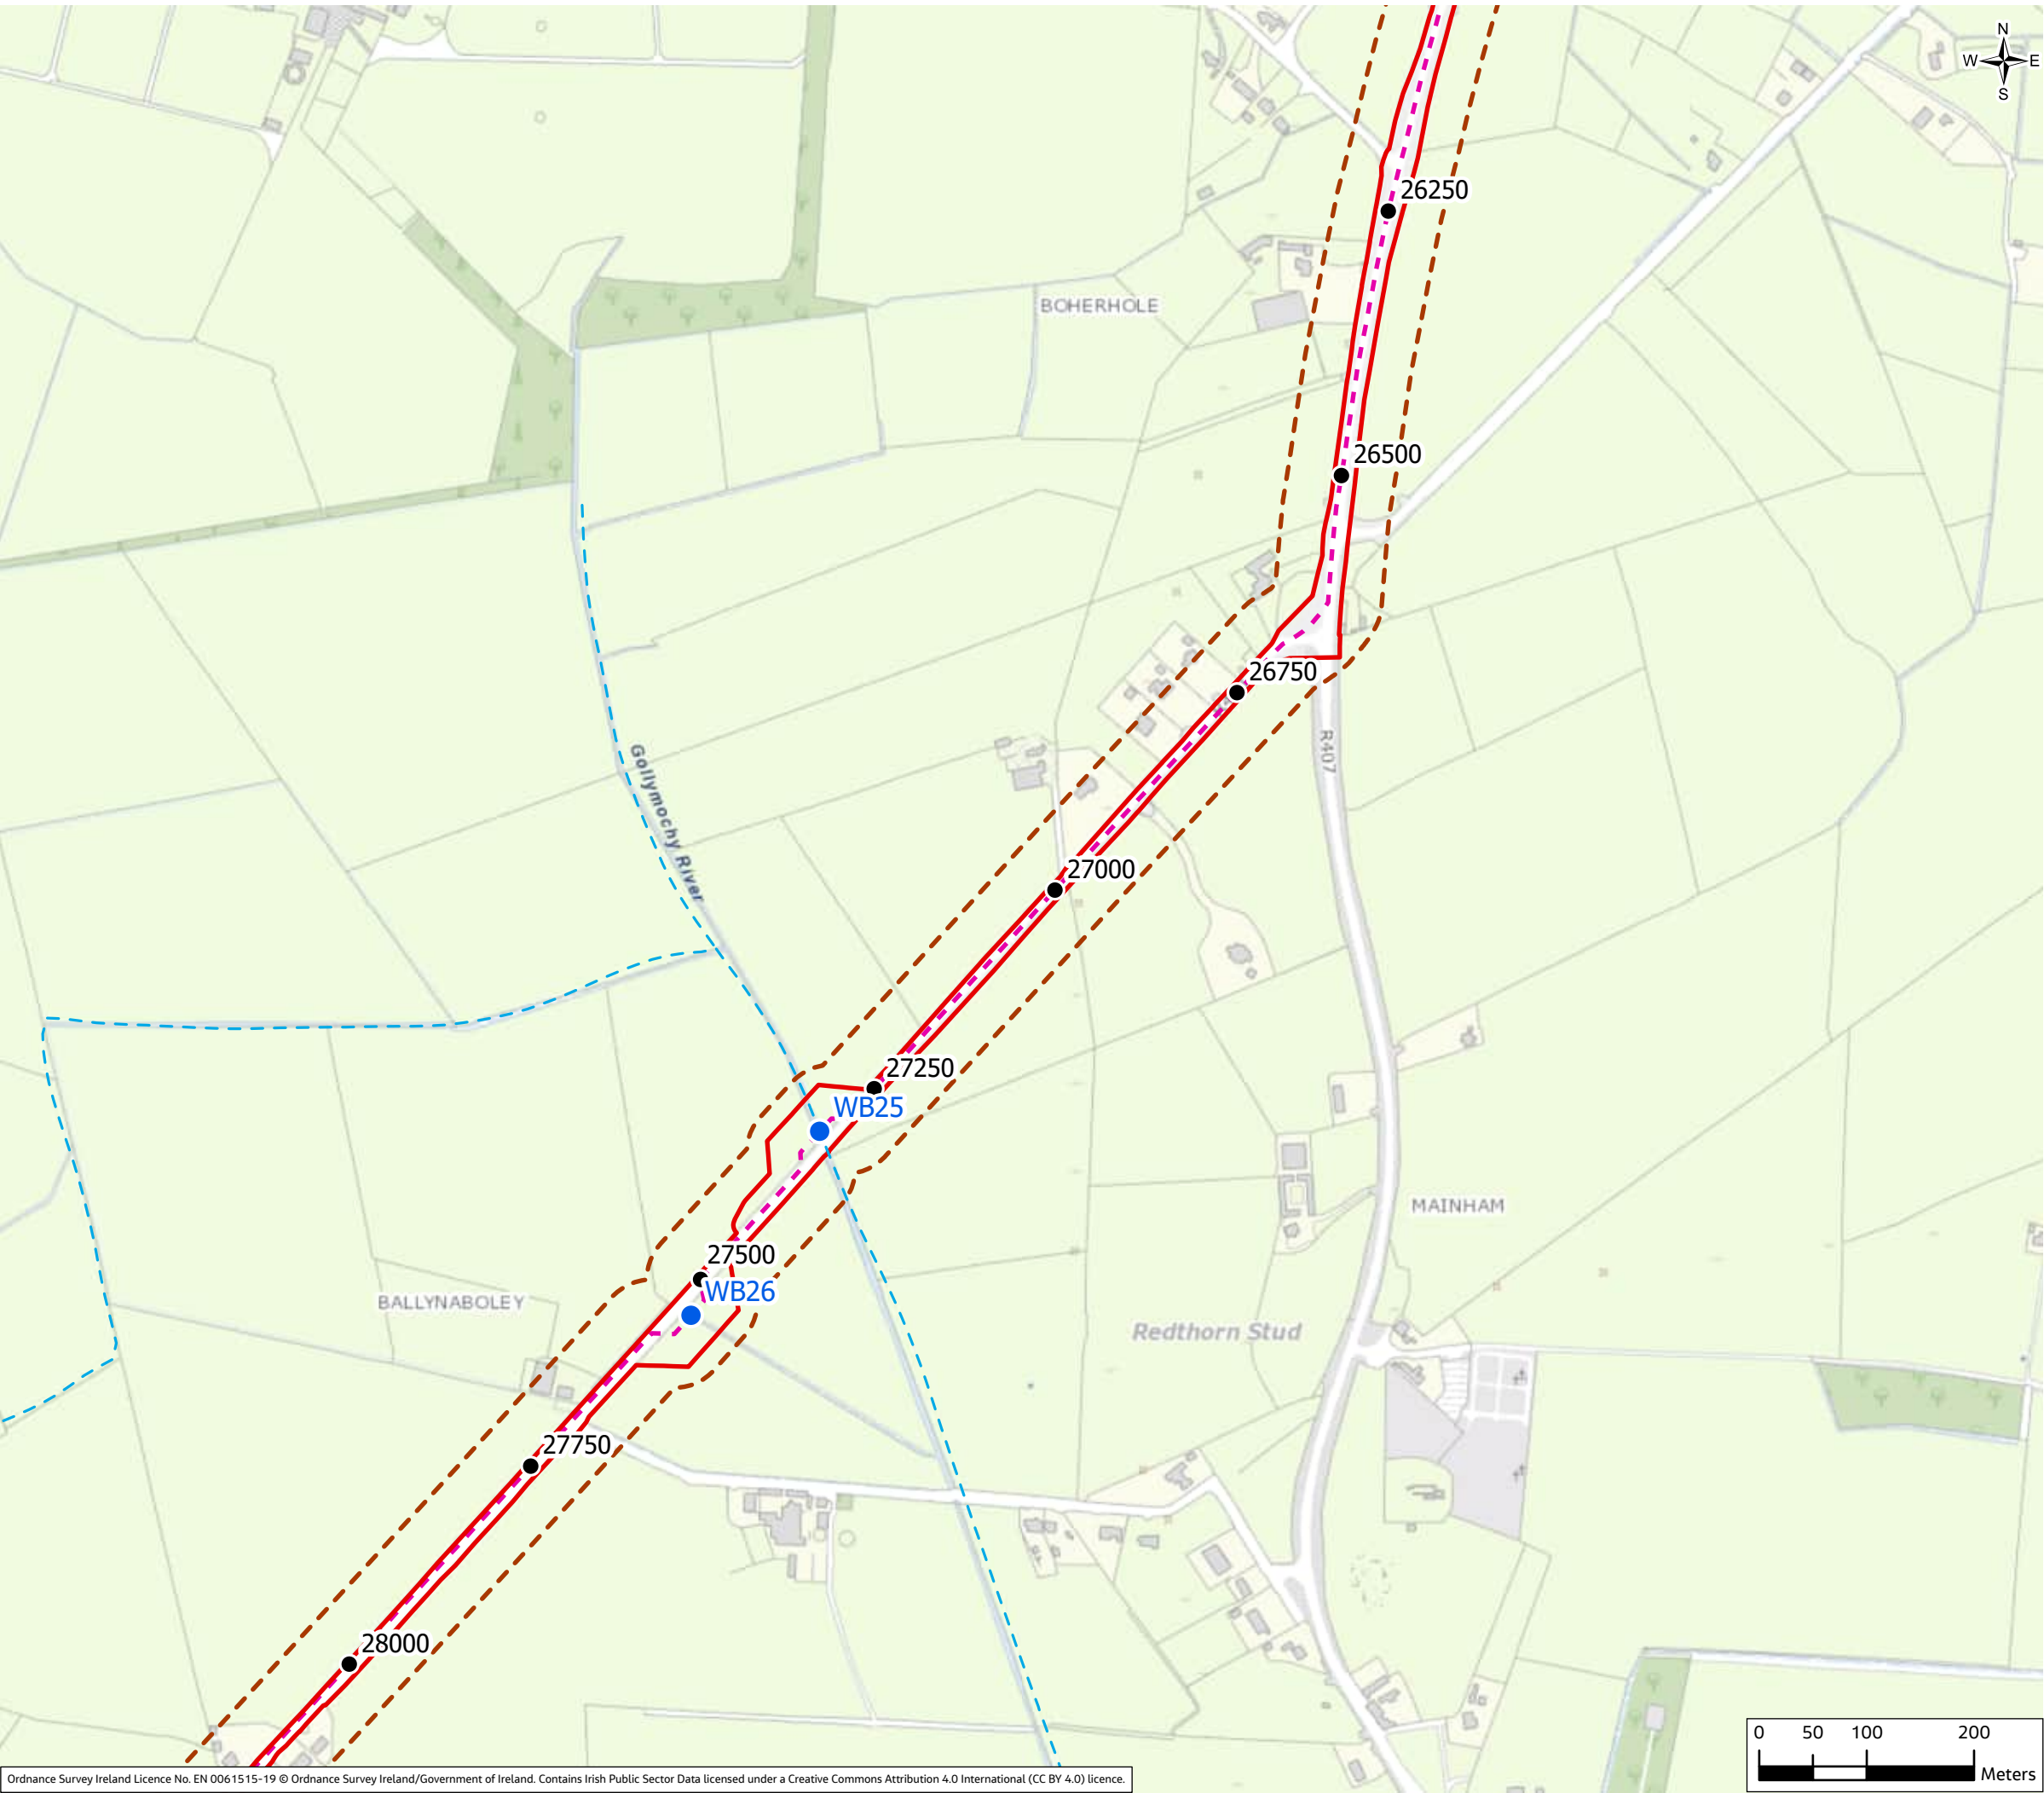 N
W E
S
26250
BOHERHOLE
26500
26750
R407
Gollymochy River
27000
27250
WB25
MAINHAM
27500
WB26
BALLYNABOLEY
Redthorn Stud
27750
28000
0 50 100 200
Meters
Ordnance Survey Ireland Licence No. EN 0061515-19 © Ordnance Survey Ireland/Government of Ireland. Contains Irish Public Sector Data licensed under a Creative Commons Attribution 4.0 International (CC BY 4.0) licence.